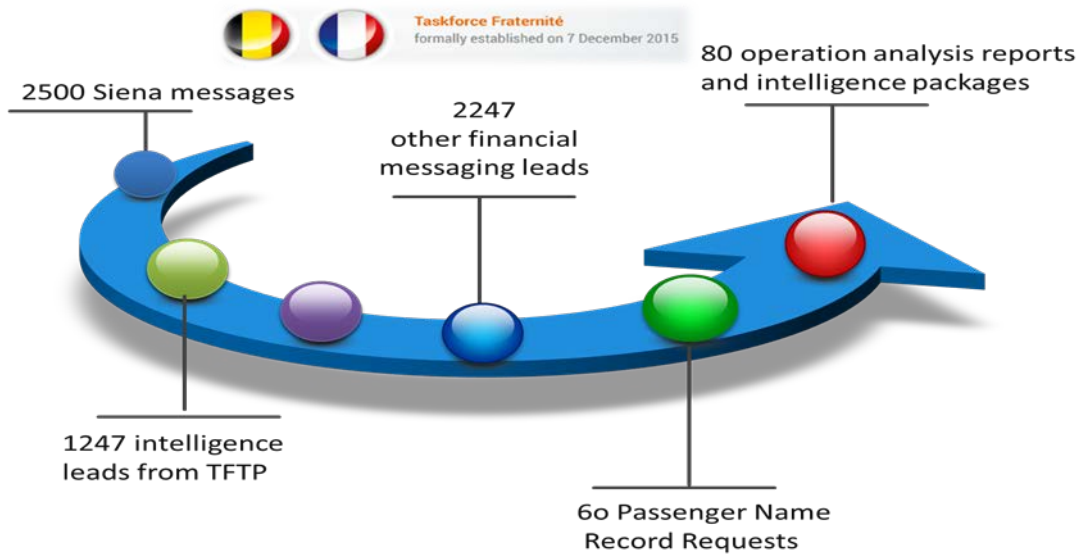 Taskforce Fraternité
formally established on 7 December 2015
80 operation analysis reports
and intelligence packages
2500 Siena messages
2247
other financial
messaging leads
1247 intelligence
leads from TFTP
6o Passenger Name
Record Requests